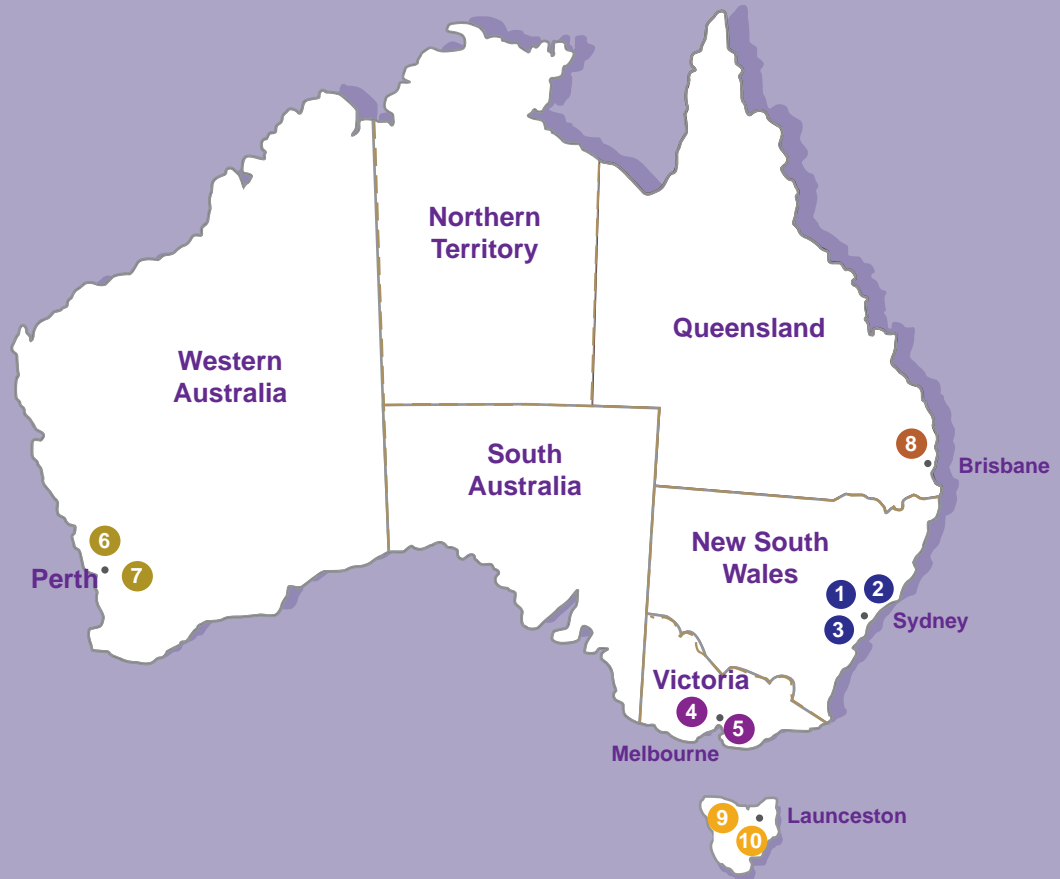 Northern
Territory
Queensland
Western
Australia
South
Australia
8
Brisbane
6
7
Perth
New South
Wales
1
2
3
Sydney
Victoria
4
5
Melbourne
9
10
Launceston